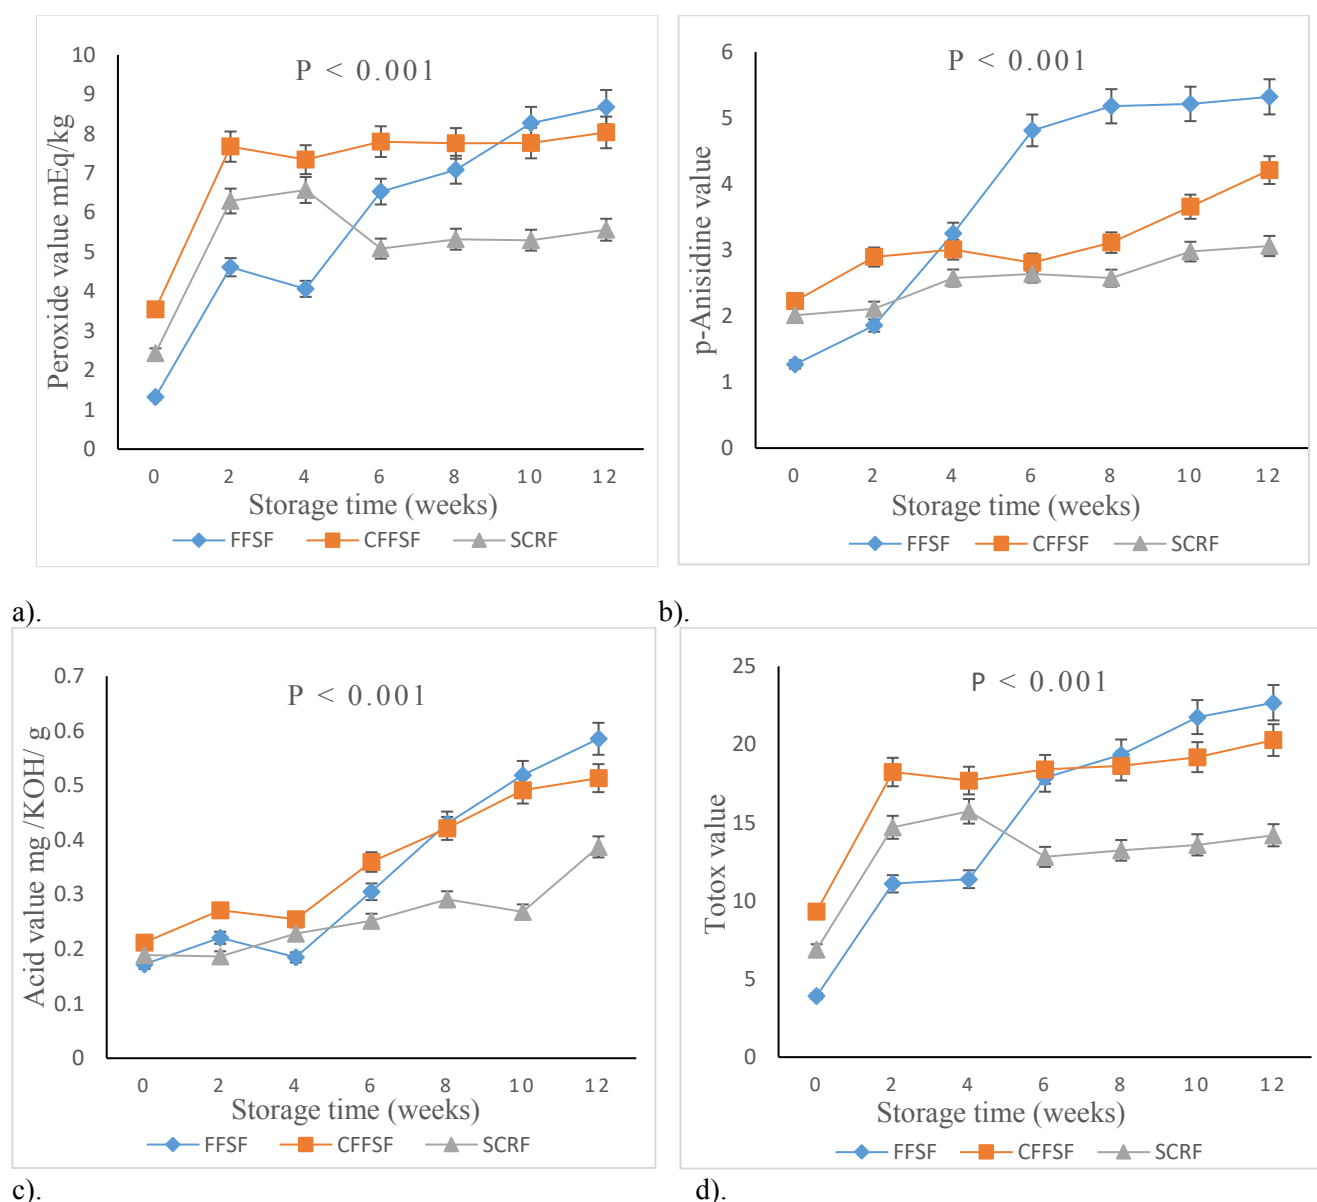 P < 0.001
Peroxide value mEq/kg
10
9
8
7
6
5
4
3
2
1
0
0 2 4 6 8 10 12
Storage time (weeks)
FFSF CFFSF SCRF
a).
P < 0.001
p-Anisidine value
6
5
4
3
2
1
0
0 2 4 6 8 10 12
Storage time (weeks)
FFSF CFFSF SCRF
b).
P < 0.001
Acid value mg /KOH/ g
0.7
0.6
0.5
0.4
0.3
0.2
0.1
0
0 2 4 6 8 10 12
Storage time (weeks)
FFSF CFFSF SCRF
c).
P < 0.001
Totox value
25
20
15
10
5
0
0 2 4 6 8 10 12
Storage time (weeks)
FFSF CFFSF SCRF
d).